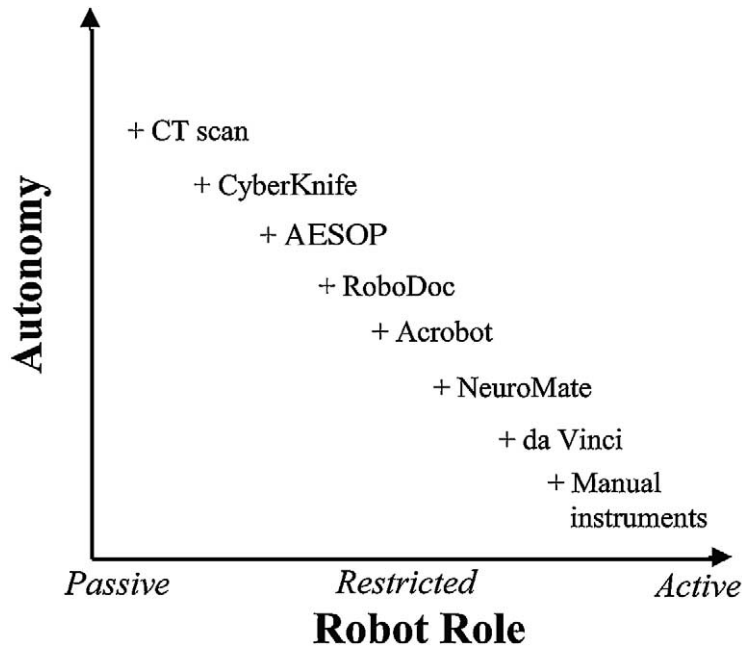 Autonomy
+ CT scan
+ CyberKnife
+ AESOP
+ RoboDoc
+ Acrobot
+ NeuroMate
+ da Vinci
+ Manual
instruments
Passive Restricted Active
Robot Role